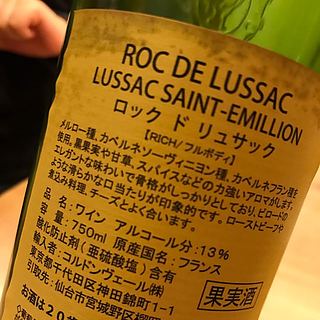 ROC DE LUSSAC
LUSSAC SAINT-EMILLION
ロック ド リュサック
【RICH/フルボディ】
メルロー種、カベルネソーヴィニヨン種、カベルネフラン種を
使用。黒果実や甘草、スパイスなどの力強いアロマがします。
エレガントな味わいで骨格がしっかりとしており、ビロードの
ような滑らかな口当たりが印象的です。ローストビーフや
煮込み料理、チーズとよく合います。
品名:ワイン アルコール分:13%
容量:750ml 原産国名:フランス
酸化防止剤(亜硫酸塩)含有
輸入者:コルドンヴェール㈱
東京都千代田区神田錦町1-1
引取先:仙台市宮城野区
果実酒
お酒は20